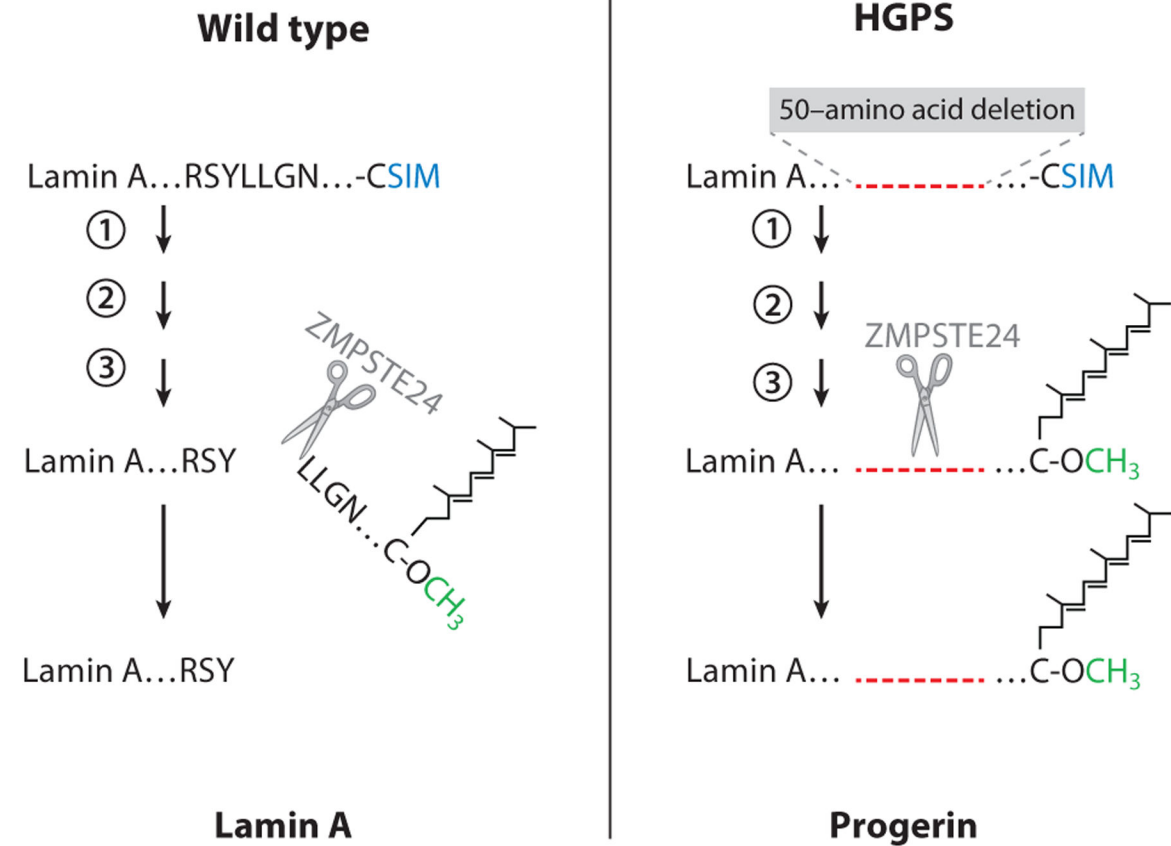 Wild type
Lamin A...RSYLLGN...-CSIM
1
2
3
ZMPSTE24
Lamin A...RSY
LLGN...C-OCH₃
Lamin A...RSY
Lamin A
HGPS
50–amino acid deletion
Lamin A... ...-CSIM
1
2
3
ZMPSTE24
Lamin A... ...C-OCH₃
Lamin A... ...C-OCH₃
Progerin